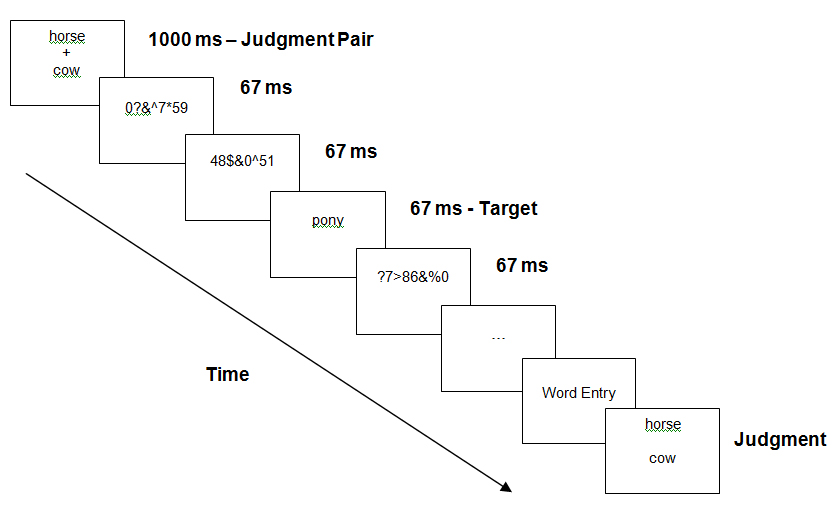 horse
+
cow
1000 ms – Judgment Pair
0?&^7*59
67 ms
48$&0^51
67 ms
pony
67 ms - Target
?7>86&%0
67 ms
...
Word Entry
horse
cow
Judgment
Time